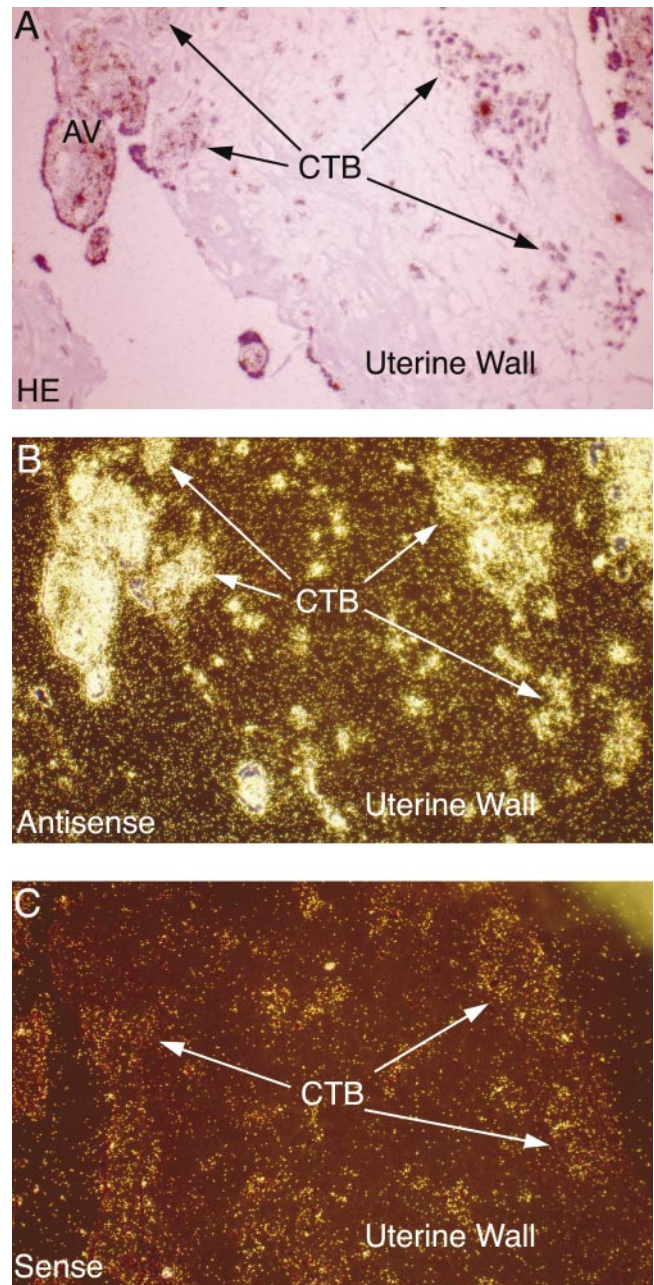 A
AV
CTB
Uterine Wall
HE
B
CTB
Uterine Wall
Antisense
C
CTB
Uterine Wall
Sense